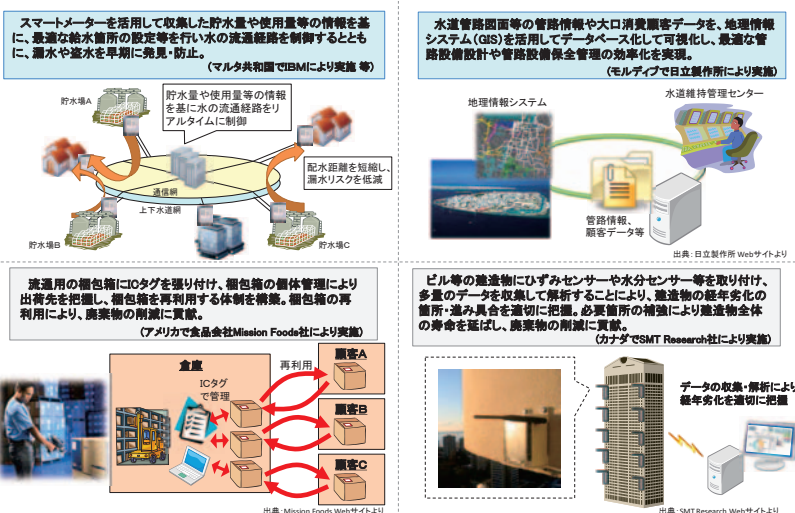 スマートメーターを活用して収集した貯水量や使用量等の情報を基
に、最適な給水箇所の設定等を行い水の流通経路を制御するととも
に、漏水や盗水を早期に発見・防止。
(マルタ共和国でIBMにより実施 等)
貯水場A
貯水量や使用量等の情報
を基に水の流通経路をリ
アルタイムに制御
配水距離を短縮し、
漏水リスクを低減
通信網
上下水道網
貯水場B
貯水場C
水道管路図面等の管路情報や大口消費顧客データを、地理情報
システム(GIS)を活用してデータベース化して可視化し、最適な管
路設備設計や管路設備保全管理の効率化を実現。
(モルディブで日立製作所により実施)
地理情報システム
水道維持管理センター
管路情報、
顧客データ等
出典:日立製作所 Webサイトより
流通用の梱包箱にICタグを張り付け、梱包箱の個体管理により
出荷先を把握し、梱包箱を再利用する体制を構築。梱包箱の再
利用により、廃棄物の削減に貢献。
(アメリカで食品会社Mission Foods社により実施)
倉庫
ICタグ
で管理
再利用
顧客A
顧客B
顧客C
出典:Mission Foods Webサイトより
ビル等の建造物にひずみセンサーや水分センサー等を取り付け、
多量のデータを収集して解析することにより、建造物の経年劣化の
箇所・進み具合を適切に把握。必要箇所の補強により建造物全体
の寿命を延ばし、廃棄物の削減に貢献。
(カナダでSMT Research社により実施)
データの収集・解析により
経年劣化を適切に把握
出典:SMT Research Webサイトより